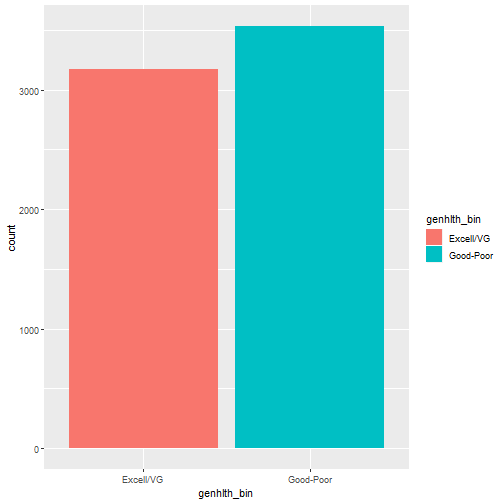 3000
2000
1000
0
count
Excell/VG
Good-Poor
genhlth_bin
genhlth_bin
Excell/VG
Good-Poor